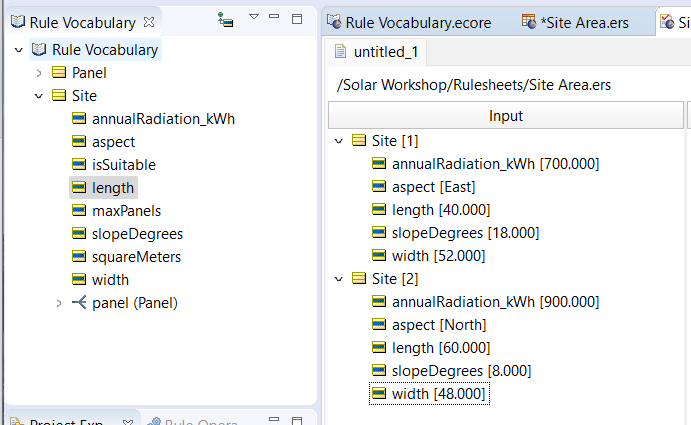 Rule Vocabulary
Rule Vocabulary
Panel
Site
annualRadiation_kWh
aspect
isSuitable
length
maxPanels
slopeDegrees
squareMeters
width
panel (Panel)
Project Exp
Rule Opera
Rule Vocabulary.ecore
*Site Area.ers
Si
untitled_1
/Solar Workshop/Rulesheets/Site Area.ers
Input
Site [1]
annualRadiation_kWh [700.000]
aspect [East]
length [40.000]
slopeDegrees [18.000]
width [52.000]
Site [2]
annualRadiation_kWh [900.000]
aspect [North]
length [60.000]
slopeDegrees [8.000]
width [48.000]